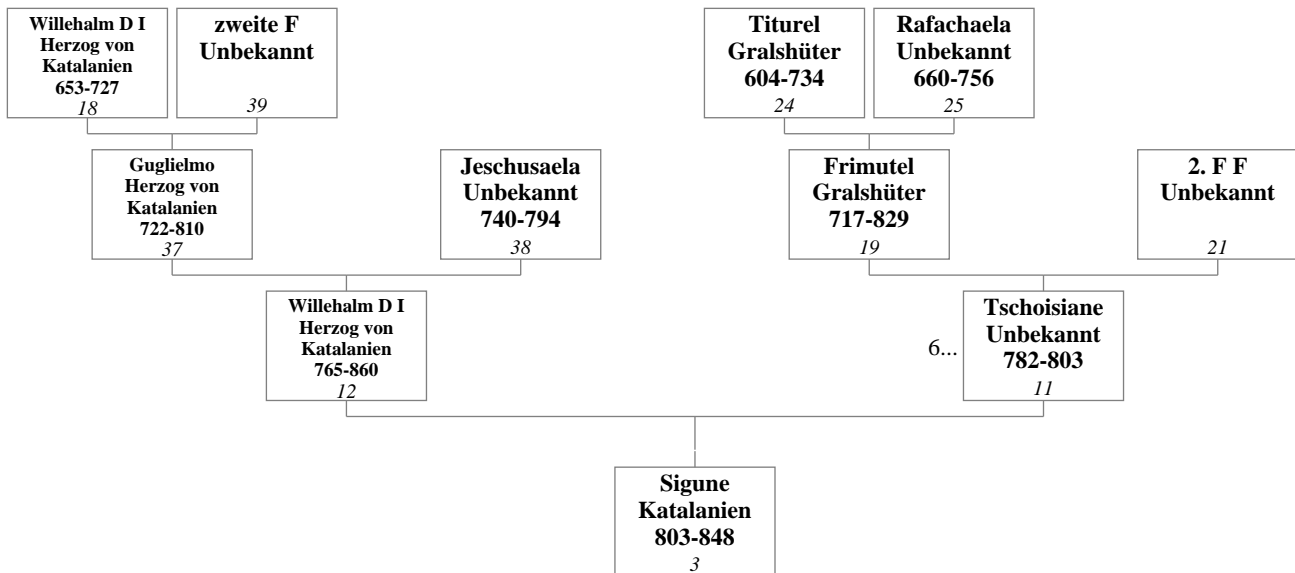 Willehalm D I
Herzog von
Katalanien
653-727
18
zweite F
Unbekannt
39
Titurel
Gralshüter
604-734
24
Rafachaela
Unbekannt
660-756
25
Guglielmo
Herzog von
Katalanien
722-810
37
Jeschusaela
Unbekannt
740-794
38
Frimutel
Gralshüter
717-829
19
2. F F
Unbekannt
21
Willehalm D I
Herzog von
Katalanien
765-860
12
6...
Tschoisiane
Unbekannt
782-803
11
Sigune
Katalanien
803-848
3